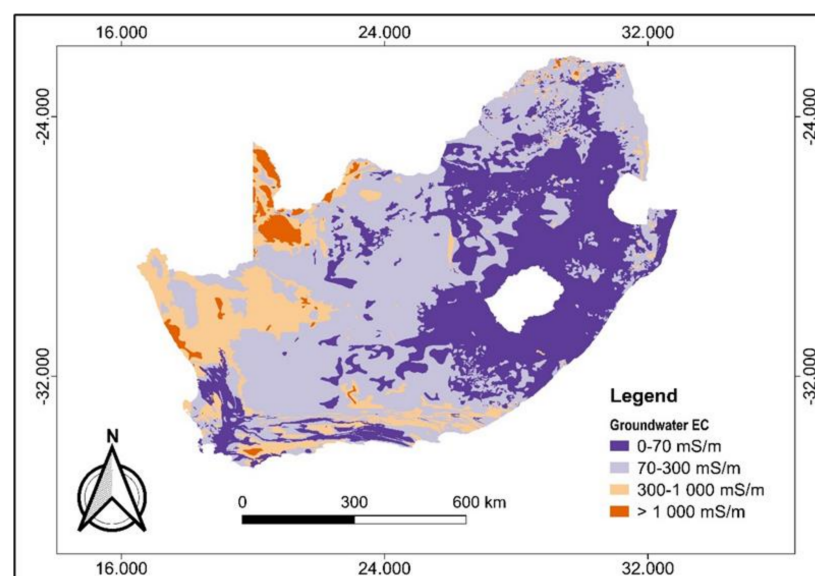 16.000 24.000 32.000
-24.000 -24.000
-32.000 -32.000
Legend
Groundwater EC
0-70 mS/m
70-300 mS/m
300-1 000 mS/m
> 1 000 mS/m
N
0 300 600 km
16.000 24.000 32.000